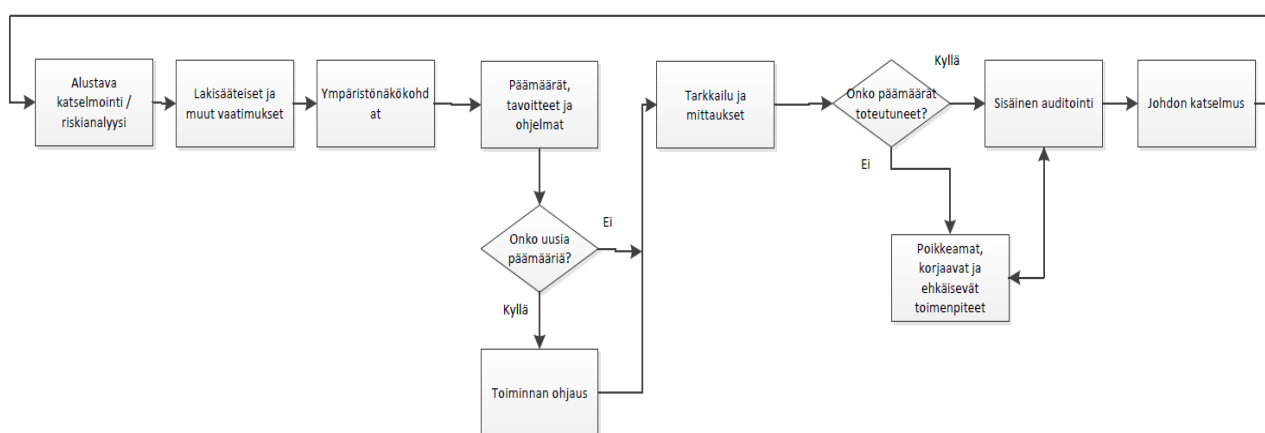 Alustava
katselmointi /
riskianalyysi
Lakisääteiset ja
muut vaatimukset
Ympäristönäkökohd
at
Päämäärät,
tavoitteet ja
ohjelmat
Onko uusia
päämääriä?
Ei
Kyllä
Toiminnan ohjaus
Tarkkailu ja
mittaukset
Onko päämäärät
toteutuneet?
Kyllä
Ei
Poikkeamat,
korjaavat ja
ehkäisevät
toimenpiteet
Sisäinen auditointi
Johdon katselmus